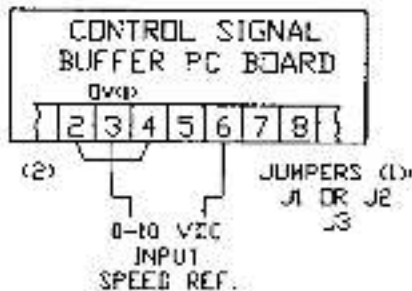 CONTROL SIGNAL
BUFFER PC BOARD
2 3 4 5 6 7 8
(2)
JUMPERS (1)
J1 OR J2
J3
0-10 VDC
INPUT
SPEED REF.